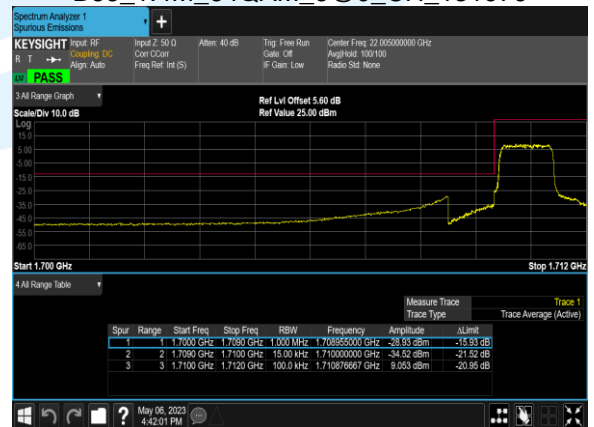 Spectrum Analyzer 1
Spurious Emissions
KEYSIGHT Input: RF
R T Coupling: DC
Align: Auto
Input Z: 50 Ω
Corr CCorr
Freq Ref: Int (S)
Atten: 40 dB
Trig: Free Run
Gate: Off
IF Gain: Low
Center Freq: 22.005000000 GHz
Avg|Hold: 100/100
Radio Std: None
LV PASS
3 All Range Graph
Scale/Div 10.0 dB
Ref Lvl Offset 5.60 dB
Ref Value 25.00 dBm
Log
15.0
5.00
-5.00
-15.0
-25.0
-35.0
-45.0
-55.0
-65.0
Start 1.700 GHz
Stop 1.712 GHz
4 All Range Table
Measure Trace Trace 1
Trace Type Trace Average (Active)
Spur Range Start Freq Stop Freq RBW Frequency Amplitude ΔLimit
1 1 1.7000 GHz 1.7090 GHz 1.000 MHz 1.708955000 GHz -28.93 dBm -15.93 dB
2 2 1.7090 GHz 1.7100 GHz 15.00 kHz 1.710000000 GHz -34.52 dBm -21.52 dB
3 3 1.7100 GHz 1.7120 GHz 100.0 kHz 1.710876667 GHz 9.053 dBm -20.95 dB
May 06, 2023
4:42:01 PM